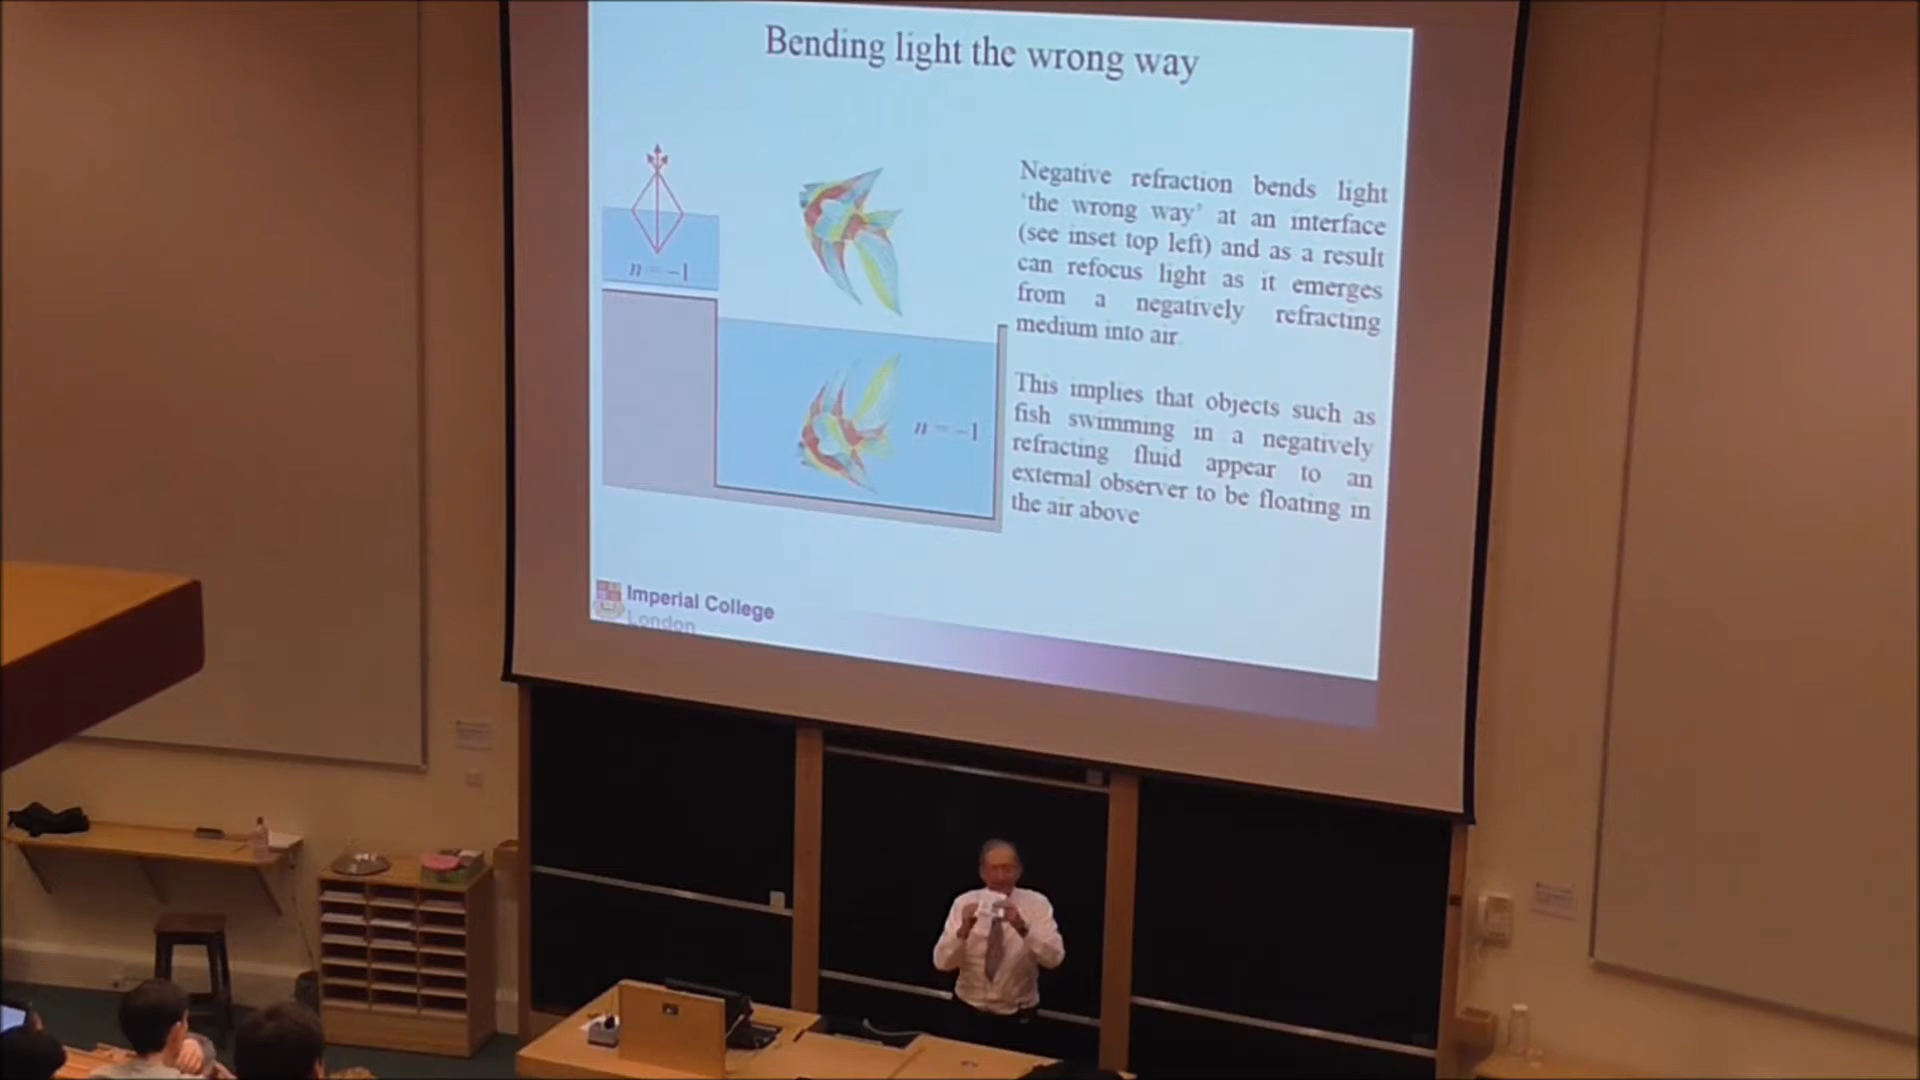 Bending light the wrong way
n = −1
n = −1
Negative refraction bends light
'the wrong way' at an interface
(see inset top left) and as a result
can refocus light as it emerges
from a negatively refracting
medium into air.
This implies that objects such as
fish swimming in a negatively
refracting fluid appear to an
external observer to be floating in
the air above
Imperial College
London